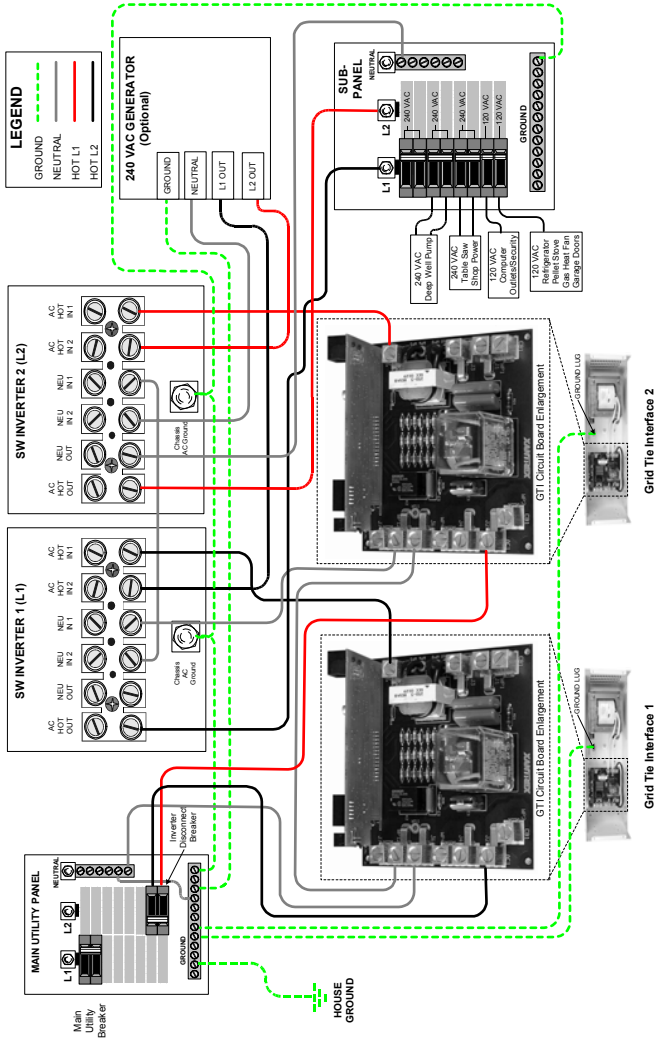 LEGEND
GROUND
NEUTRAL
HOT L1
HOT L2
240 VAC GENERATOR
(Optional)
GROUND
NEUTRAL
L1 OUT
L2 OUT
SUB-
PANEL
NEUTRAL
L2
L1
240 VAC
240 VAC
240 VAC
120 VAC
120 VAC
GROUND
240 VAC
Deep Well Pump
240 VAC
Table Saw
Shop Power
120 VAC
Computer
Outlets/Security
120 VAC
Refrigerator
Pellet Stove
Gas Heat Fan
Garage Doors
SW INVERTER 2 (L2)
AC
HOT
OUT
NEU
OUT
NEU
IN 2
NEU
IN 1
AC
HOT
IN 2
AC
HOT
IN 1
Chassis
AC Ground
SW INVERTER 1 (L1)
AC
HOT
OUT
NEU
OUT
NEU
IN 2
NEU
IN 1
AC
HOT
IN 2
AC
HOT
IN 1
Chassis
AC
Ground
MAIN UTILITY PANEL
L1
L2
NEUTRAL
GROUND
Main
Utility
Breaker
Inverter
Disconnect
Breaker
HOUSE
GROUND
XANTREX
GTI Circuit Board Enlargement
GROUND LUG
Grid Tie Interface 1
XANTREX
GTI Circuit Board Enlargement
GROUND LUG
Grid Tie Interface 2